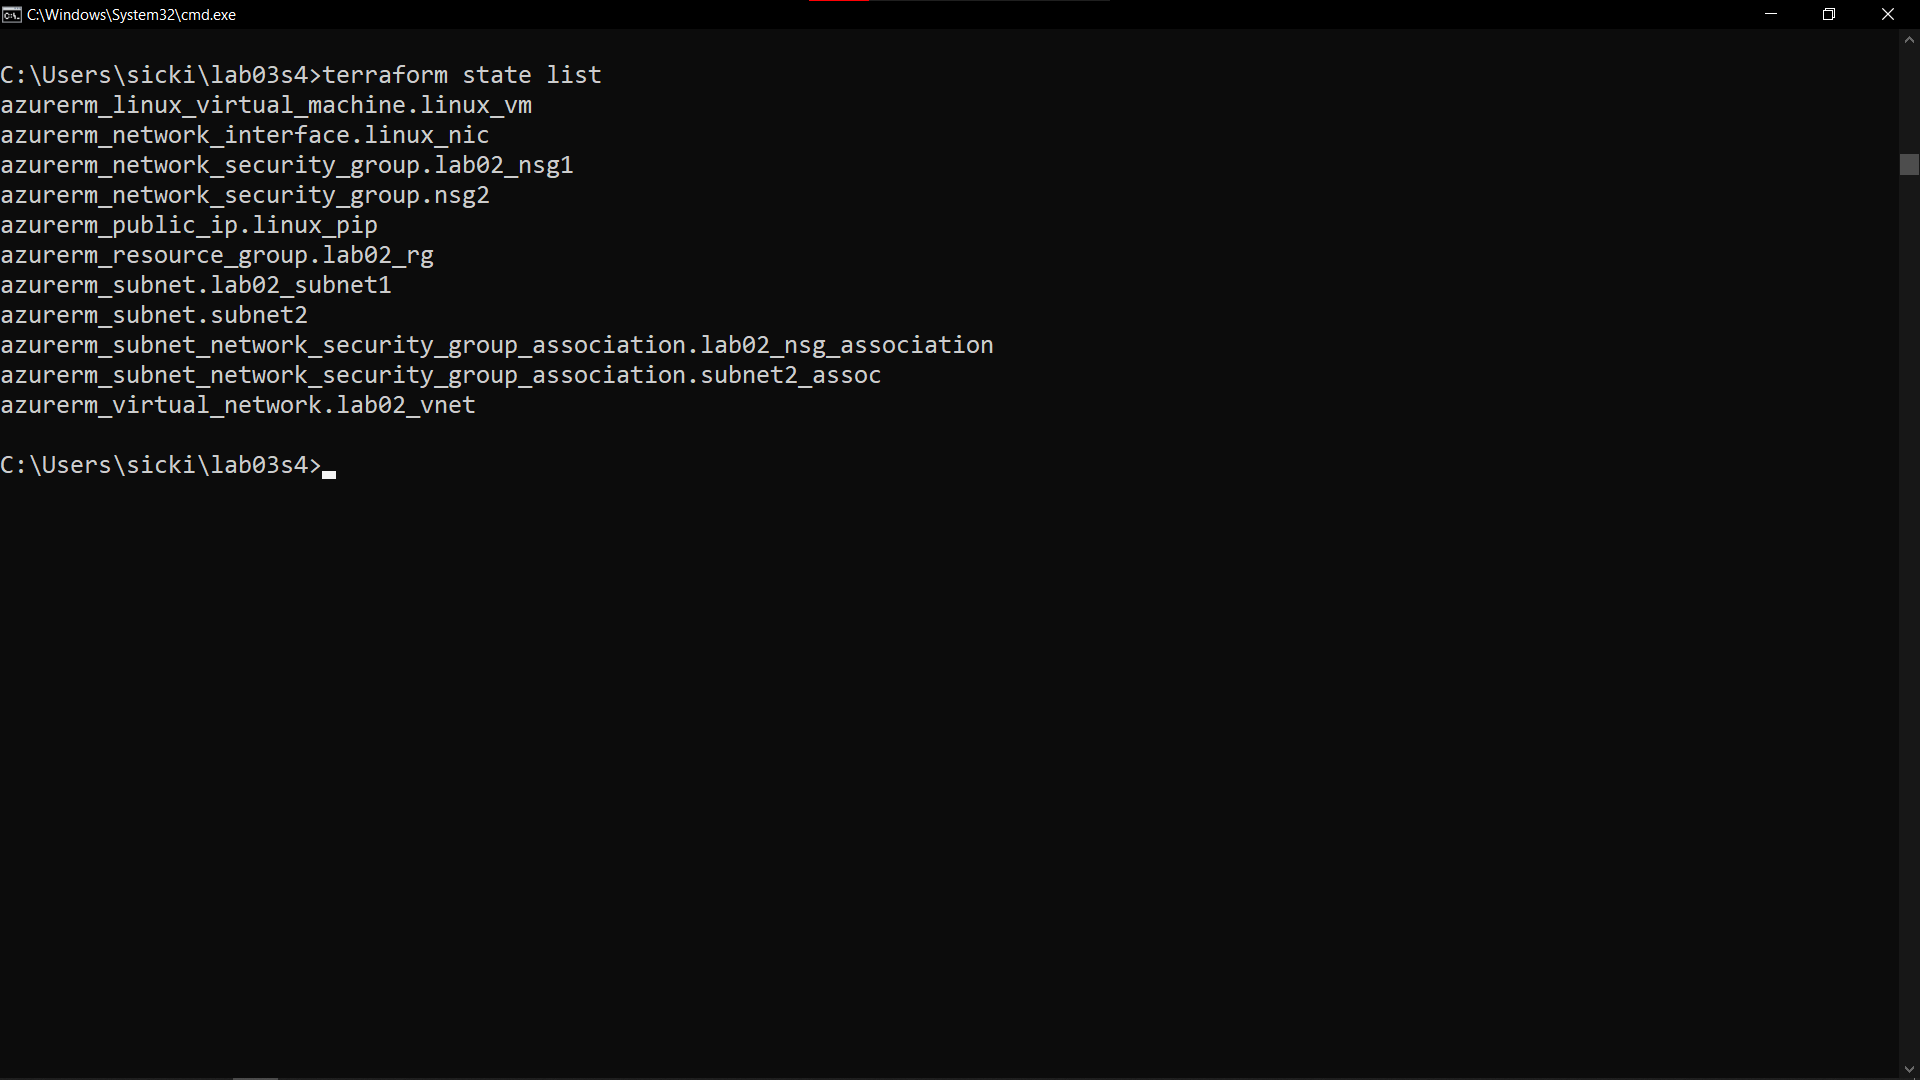 C:\Windows\System32\cmd.exe
C:\Users\sicki\lab03s4>terraform state list
azurerm_linux_virtual_machine.linux_vm
azurerm_network_interface.linux_nic
azurerm_network_security_group.lab02_nsg1
azurerm_network_security_group.nsg2
azurerm_public_ip.linux_pip
azurerm_resource_group.lab02_rg
azurerm_subnet.lab02_subnet1
azurerm_subnet.subnet2
azurerm_subnet_network_security_group_association.lab02_nsg_association
azurerm_subnet_network_security_group_association.subnet2_assoc
azurerm_virtual_network.lab02_vnet
C:\Users\sicki\lab03s4>